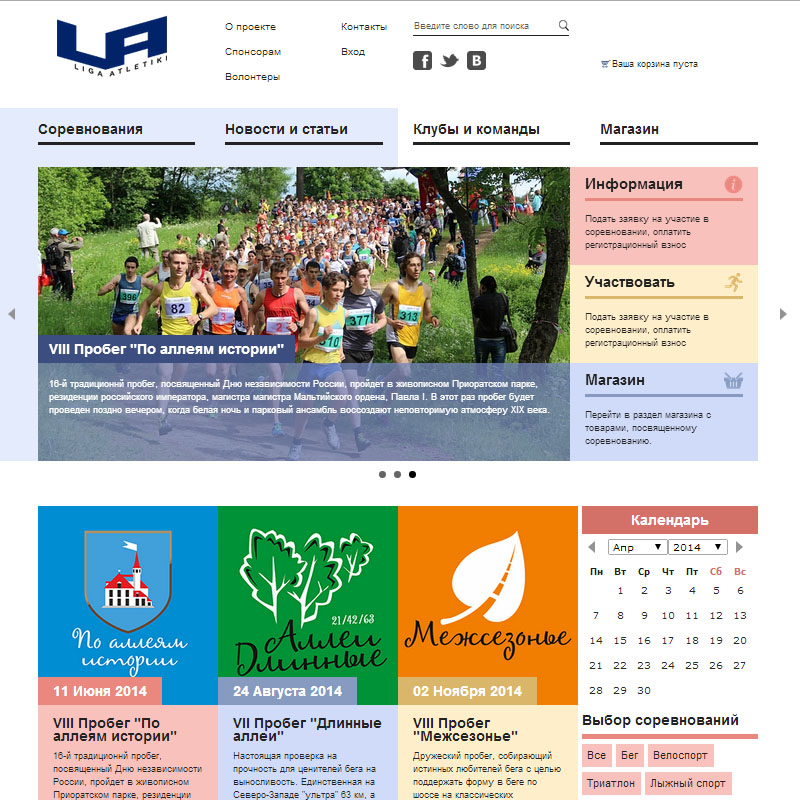 LIGA ATLETIKI
О проекте
Контакты
Введите слово для поиска
Спонсорам
Вход
Волонтеры
Ваша корзина пуста
Соревнования
Новости и статьи
Клубы и команды
Магазин
396
82
3
2
10
377
313
VIII Пробег "По аллеям истории"
16-й традиционнй пробег, посвященный Дню независимости России, пройдет в живописном Приоратском парке,
резиденции российского императора, магистра магистра Мальтийского ордена, Павла I. В этот раз пробег будет
проведен поздно вечером, когда белая ночь и парковый ансамбль воссоздают неповторимую атмосферу XIX века.
Информация
Подать заявку на участие в
соревновании, оплатить
регистрационный взнос
Участвовать
Подать заявку на участие в
соревновании, оплатить
регистрационный взнос
Магазин
Перейти в раздел магазина с
товарами, посвященному
соревнованию.
По аллеям
истории
11 Июня 2014
VIII Пробег "По
аллеям истории"
16-й традиционнй пробег,
посвященный Дню независимости
России, пройдет в живописном
Приоратском парке, резиденции
21/42/63
Аллеи
Длинные
24 Августа 2014
VII Пробег "Длинные
аллеи"
Настоящая проверка на
прочность для ценителей бега на
выносливость. Единственная на
Северо-Западе "ультра" 63 км, а
Межсезонье
02 Ноября 2014
VIII Пробег
"Межсезонье"
Дружеский пробег, собирающий
истинных любителей бега с целью
поддержать форму в беге по
шоссе на классических
Календарь
Апр 2014
Пн Вт Ср Чт Пт Сб Вс
1 2 3 4 5 6
7 8 9 10 11 12 13
14 15 16 17 18 19 20
21 22 23 24 25 26 27
28 29 30
Выбор соревнований
Все Бег Велоспорт
Триатлон Лыжный спорт